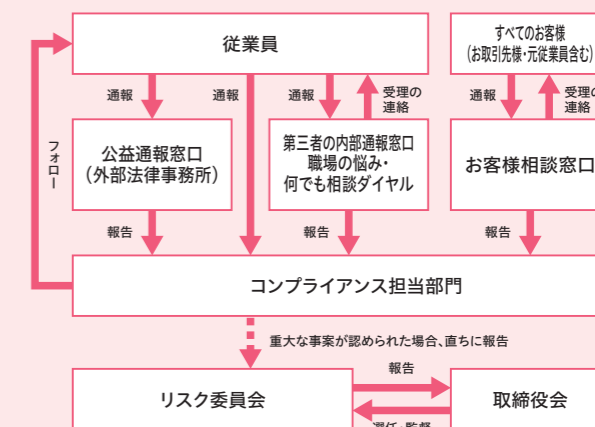 従業員
すべてのお客様
(お取引先様・元従業員含む)
通報
通報
通報
受理の
連絡
通報
受理の
連絡
フォロー
公益通報窓口
(外部法律事務所)
第三者の内部通報窓口
職場の悩み・
何でも相談ダイヤル
お客様相談窓口
報告
報告
報告
コンプライアンス担当部門
重大な事案が認められた場合、直ちに報告
報告
リスク委員会
取締役会
選任・監督